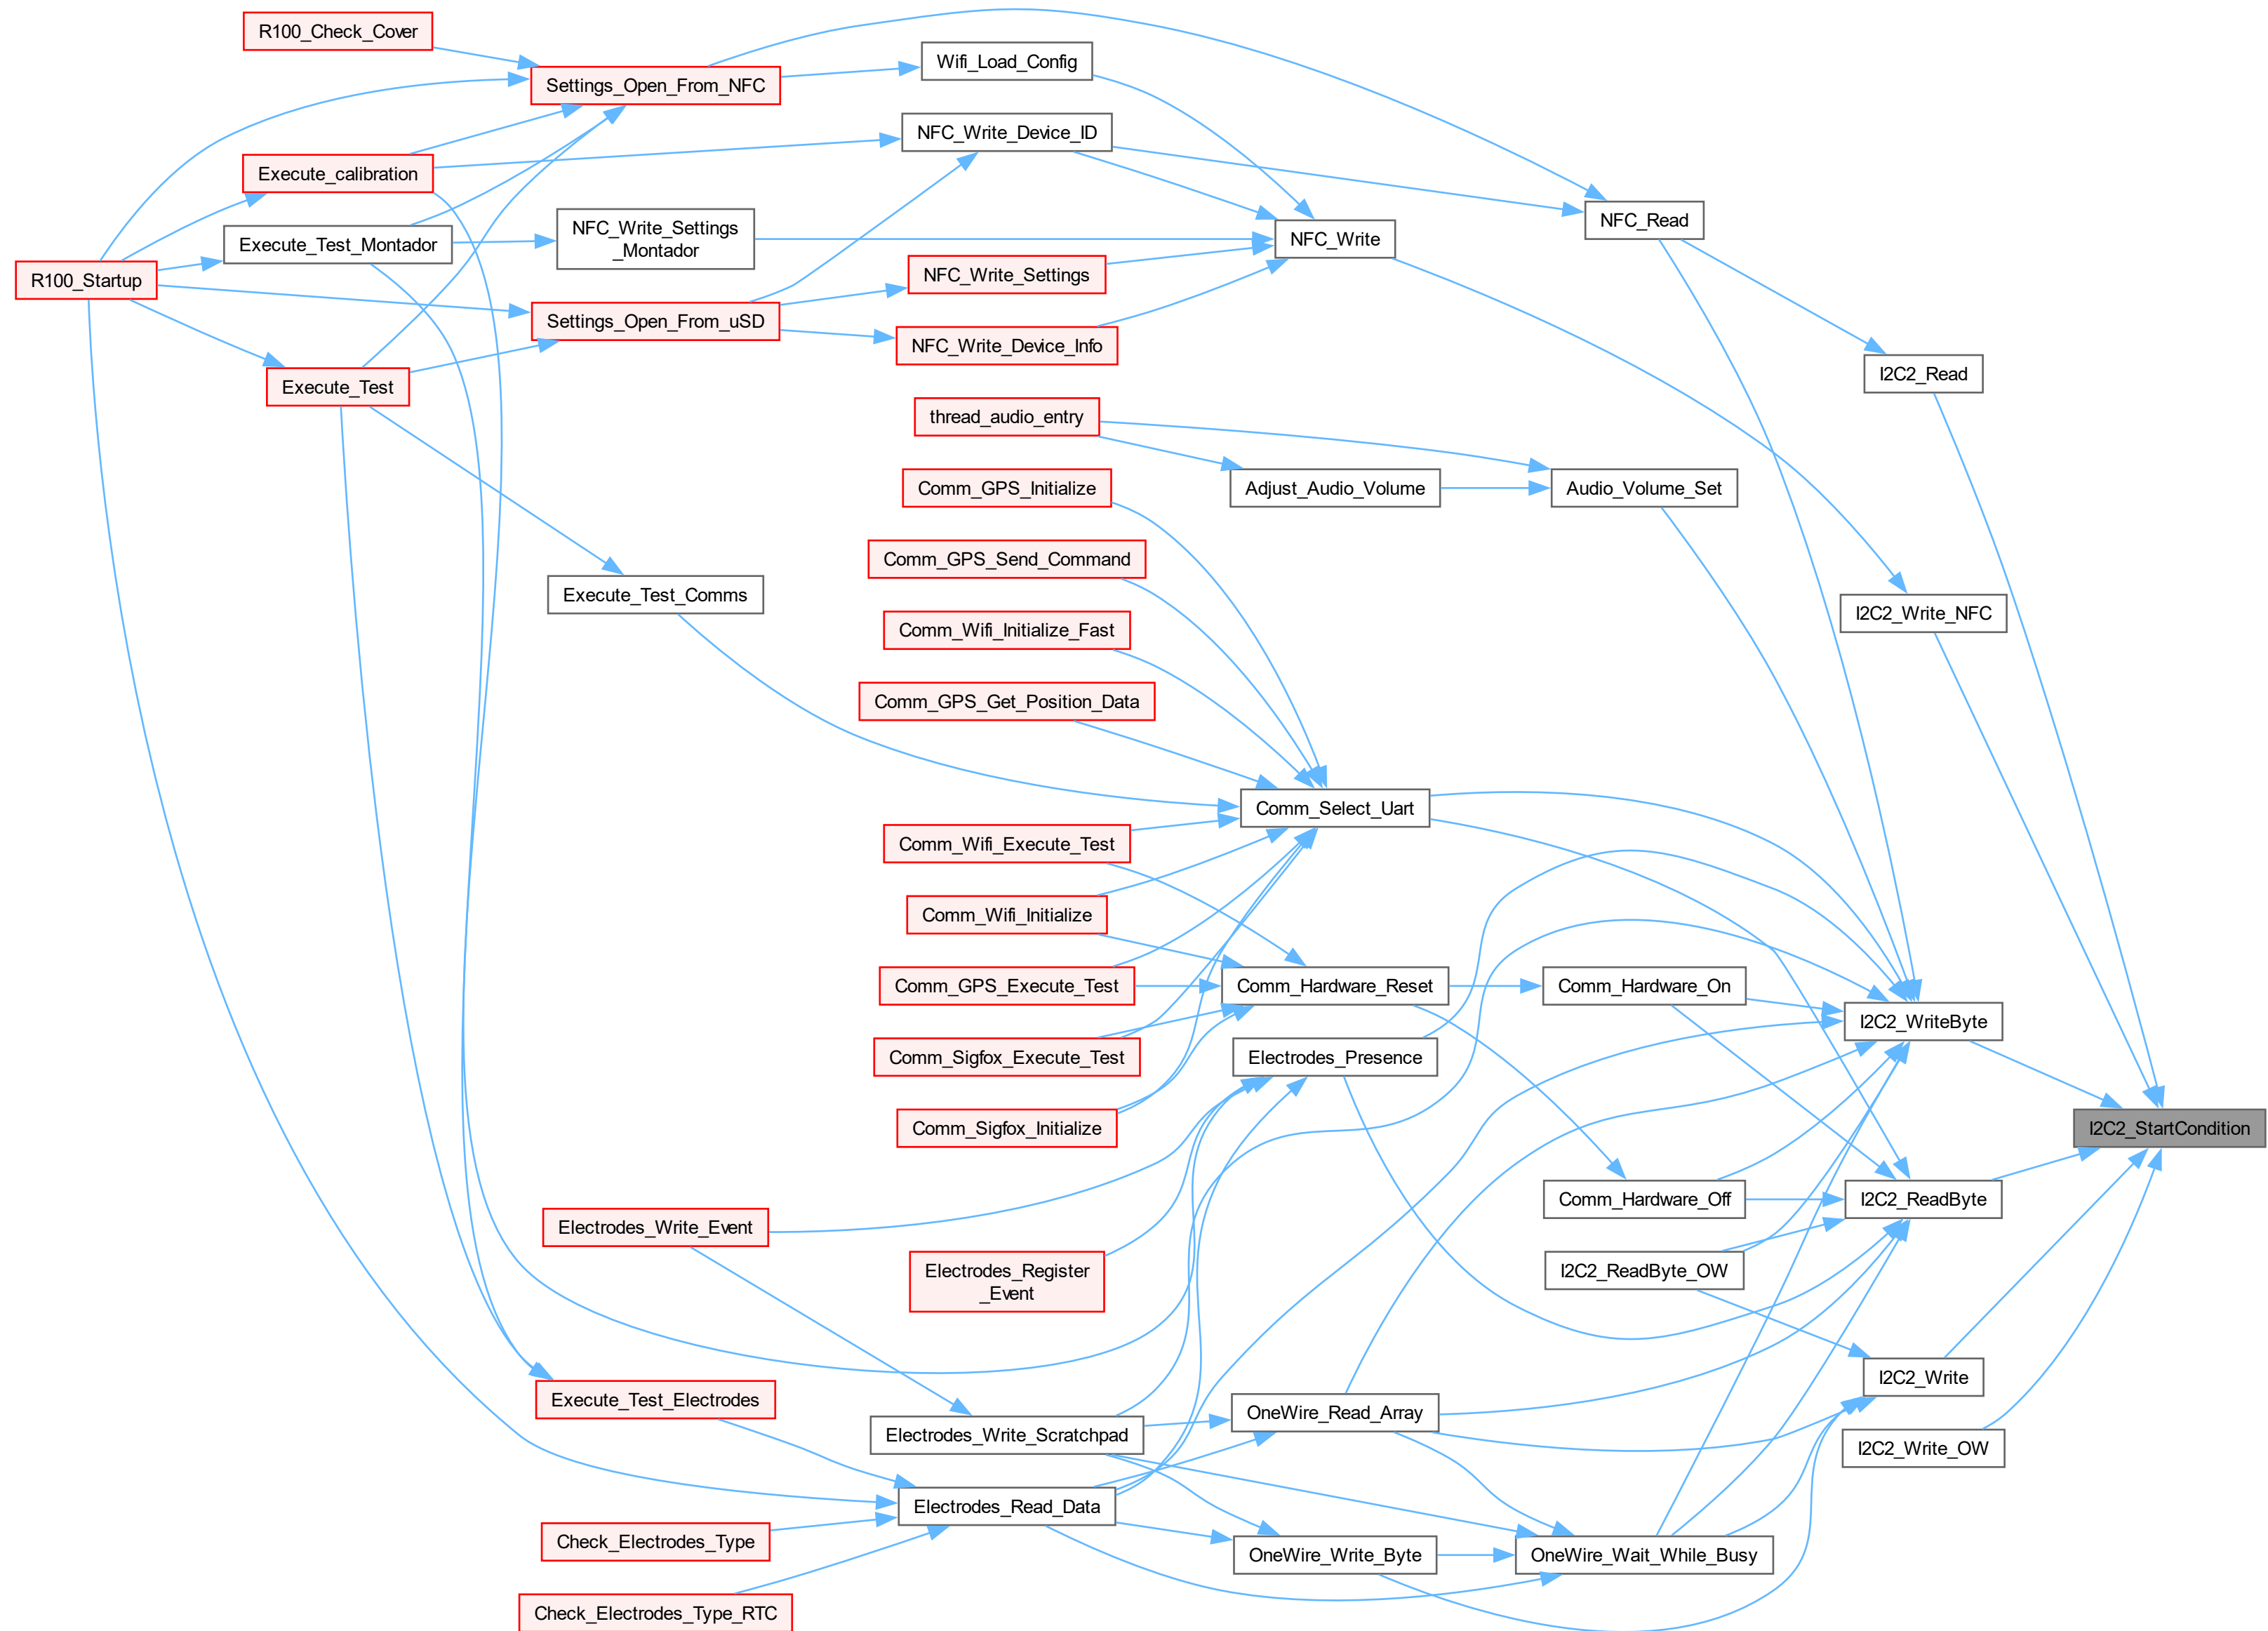 R100_Check_Cover
Wifi_Load_Config
Settings_Open_From_NFC
NFC_Write_Device_ID
Execute_calibration
NFC_Read
NFC_Write_Settings
_Montador
NFC_Write
Execute_Test_Montador
R100_Startup
NFC_Write_Settings
Settings_Open_From_uSD
NFC_Write_Device_Info
I2C2_Read
Execute_Test
thread_audio_entry
Comm_GPS_Initialize
Adjust_Audio_Volume
Audio_Volume_Set
Comm_GPS_Send_Command
Execute_Test_Comms
I2C2_Write_NFC
Comm_Wifi_Initialize_Fast
Comm_GPS_Get_Position_Data
Comm_Select_Uart
Comm_Wifi_Execute_Test
Comm_Wifi_Initialize
Comm_GPS_Execute_Test
Comm_Hardware_Reset
Comm_Hardware_On
I2C2_WriteByte
Comm_Sigfox_Execute_Test
Electrodes_Presence
Comm_Sigfox_Initialize
I2C2_StartCondition
Comm_Hardware_Off
I2C2_ReadByte
Electrodes_Write_Event
I2C2_ReadByte_OW
Electrodes_Register
_Event
I2C2_Write
Execute_Test_Electrodes
OneWire_Read_Array
Electrodes_Write_Scratchpad
I2C2_Write_OW
Electrodes_Read_Data
Check_Electrodes_Type
OneWire_Write_Byte
OneWire_Wait_While_Busy
Check_Electrodes_Type_RTC